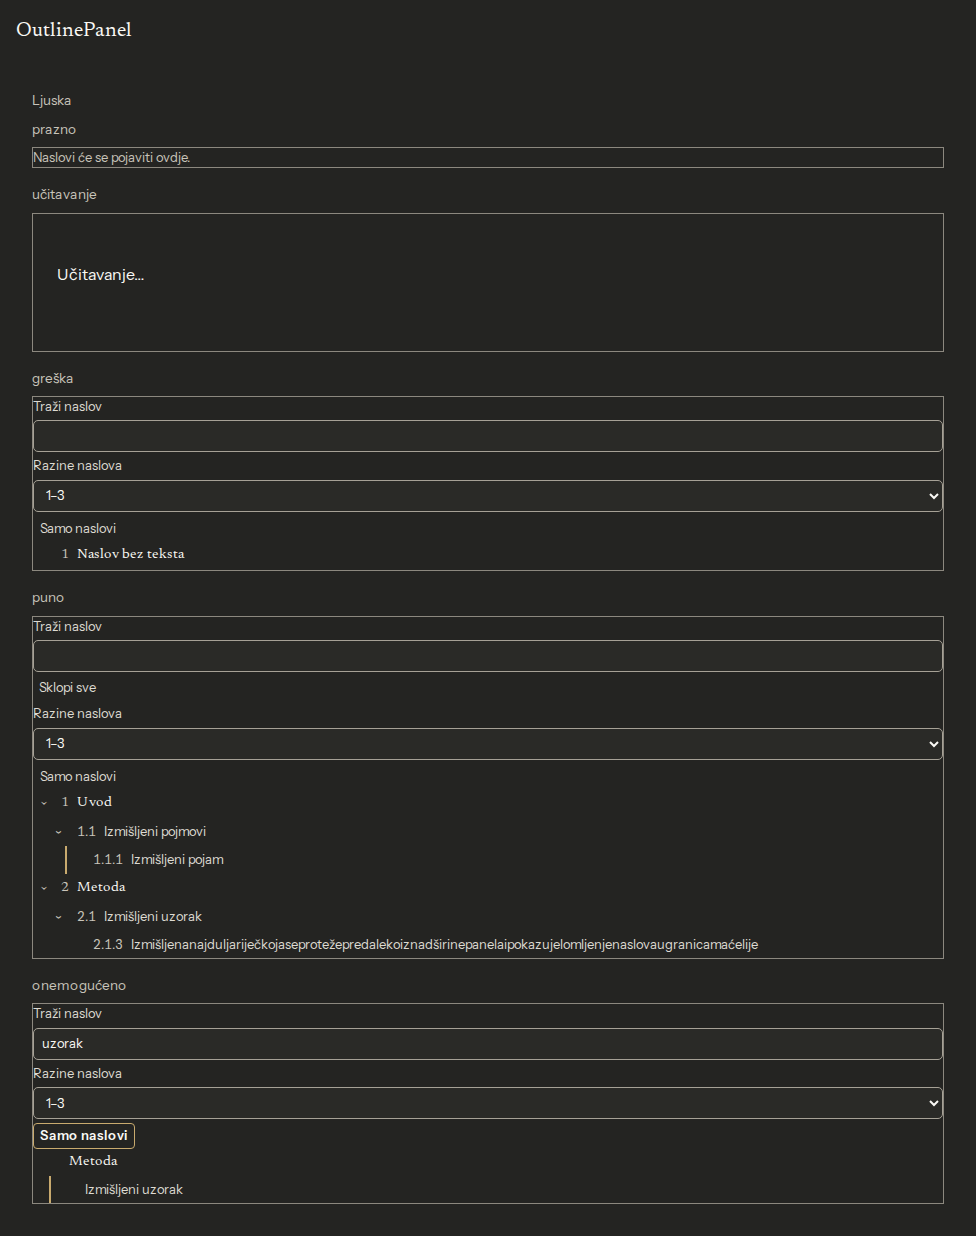 OutlinePanel
Ljuska
prazno
Naslovi će se pojaviti ovdje.
učitavanje
Učitavanje…
greška
Traži naslov
Razine naslova
1–3
Samo naslovi
1 Naslov bez teksta
puno
Traži naslov
Sklopi sve
Razine naslova
1–3
Samo naslovi
1 Uvod
1.1 Izmišljeni pojmovi
1.1.1 Izmišljeni pojam
2 Metoda
2.1 Izmišljeni uzorak
2.1.3 Izmišljenanajduljariječkojaseprotežepredalekoiznadširinepanelaipokazujelomljenjenaslovaugranicamaćelije
onemogućeno
Traži naslov
uzorak
Razine naslova
1–3
Samo naslovi
Metoda
Izmišljeni uzorak